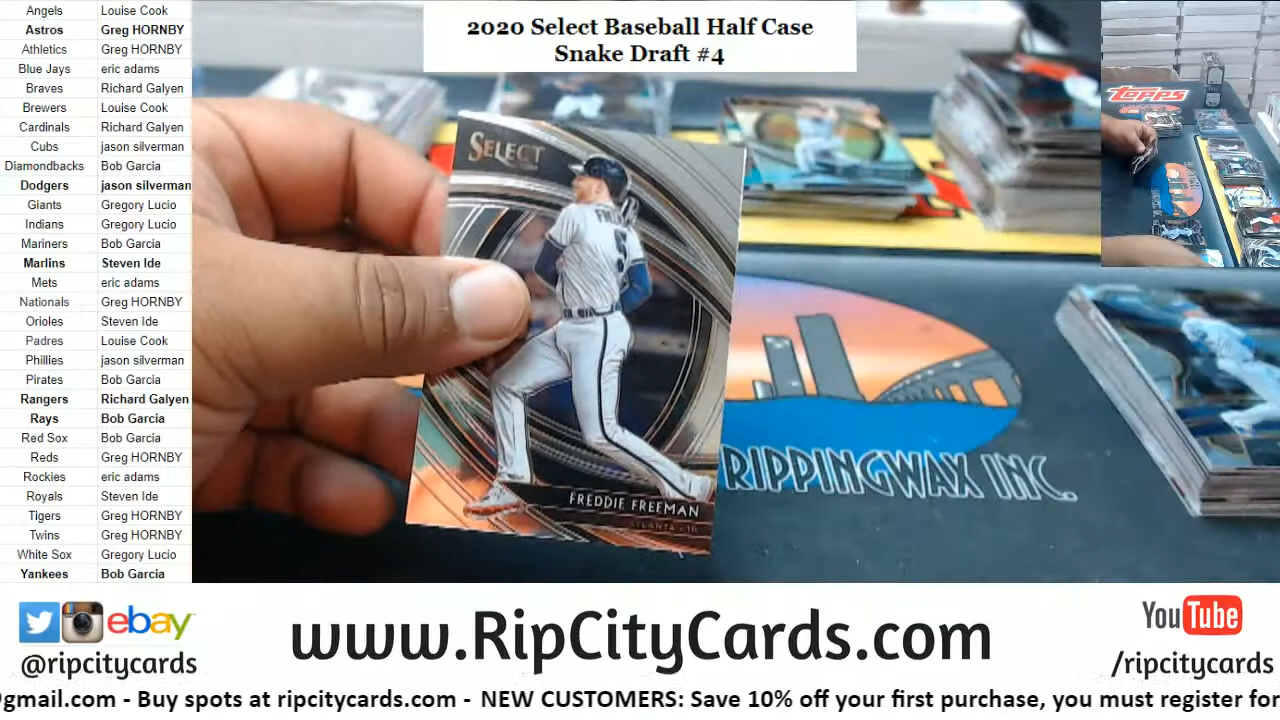 2020 Select Baseball Half Case
Snake Draft #4
Angels Louise Cook
Astros Greg HORNBY
Athletics Greg HORNBY
Blue Jays eric adams
Braves Richard Galyen
Brewers Louise Cook
Cardinals Richard Galyen
Cubs jason silverman
Diamondbacks Bob Garcia
Dodgers jason silverman
Giants Gregory Lucio
Indians Gregory Lucio
Mariners Bob Garcia
Marlins Steven Ide
Mets eric adams
Nationals Greg HORNBY
Orioles Steven Ide
Padres Louise Cook
Phillies jason silverman
Pirates Bob Garcia
Rangers Richard Galyen
Rays Bob Garcia
Red Sox Bob Garcia
Reds Greg HORNBY
Rockies eric adams
Royals Steven Ide
Tigers Greg HORNBY
Twins Greg HORNBY
White Sox Gregory Lucio
Yankees Bob Garcia
SELECT
5
FREDDIE FREEMAN
ATLANTA - 1B
RIPPINGWAX INC.
TOPPS
ebay
@ripcitycards
www.RipCityCards.com
YouTube
/ripcitycards
@gmail.com - Buy spots at ripcitycards.com - NEW CUSTOMERS: Save 10% off your first purchase, you must register for